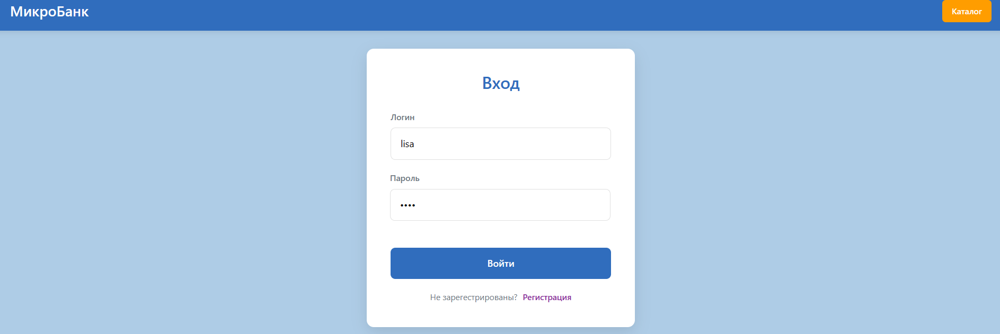 МикроБанк
Каталог
Вход
Логин
lisa
Пароль
••••
Войти
Не зарегестрированы? Регистрация